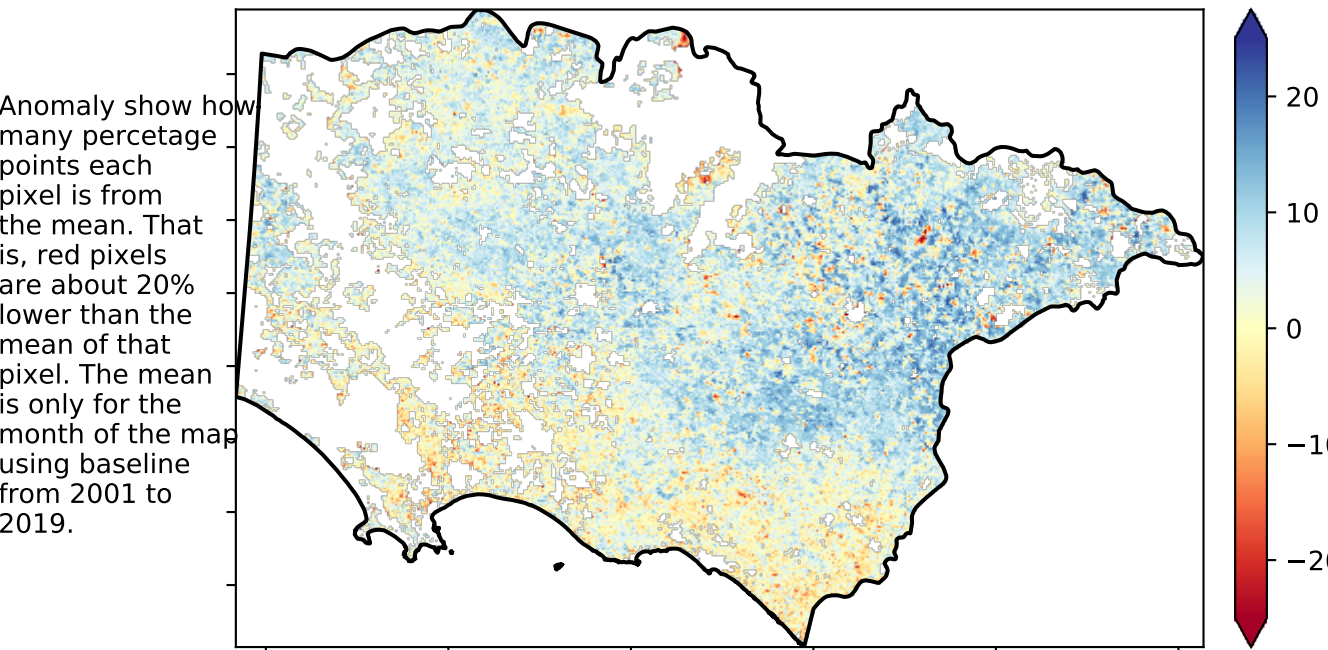 Anomaly show how
many percetage
points each
pixel is from
the mean. That
is, red pixels
are about 20%
lower than the
mean of that
pixel. The mean
is only for the
month of the map
using baseline
from 2001 to
2019.
20
10
0
−10
−20